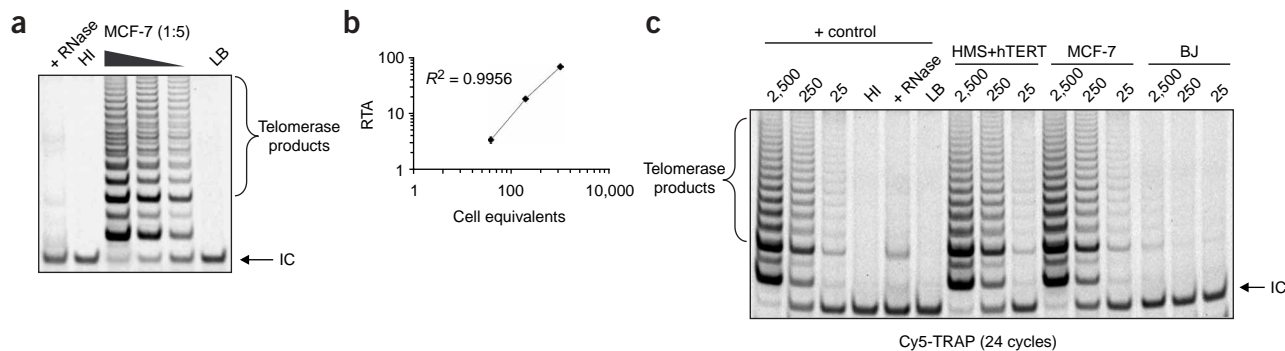 a
+ RNase
HI
MCF-7 (1:5)
LB
Telomerase
products
IC
b
100
10
1
RTA
R² = 0.9956
1
100
10,000
Cell equivalents
c
+ control
HMS+hTERT
MCF-7
BJ
2,500
250
25
HI
+ RNase
LB
2,500
250
25
2,500
250
25
2,500
250
25
Telomerase
products
IC
Cy5-TRAP (24 cycles)